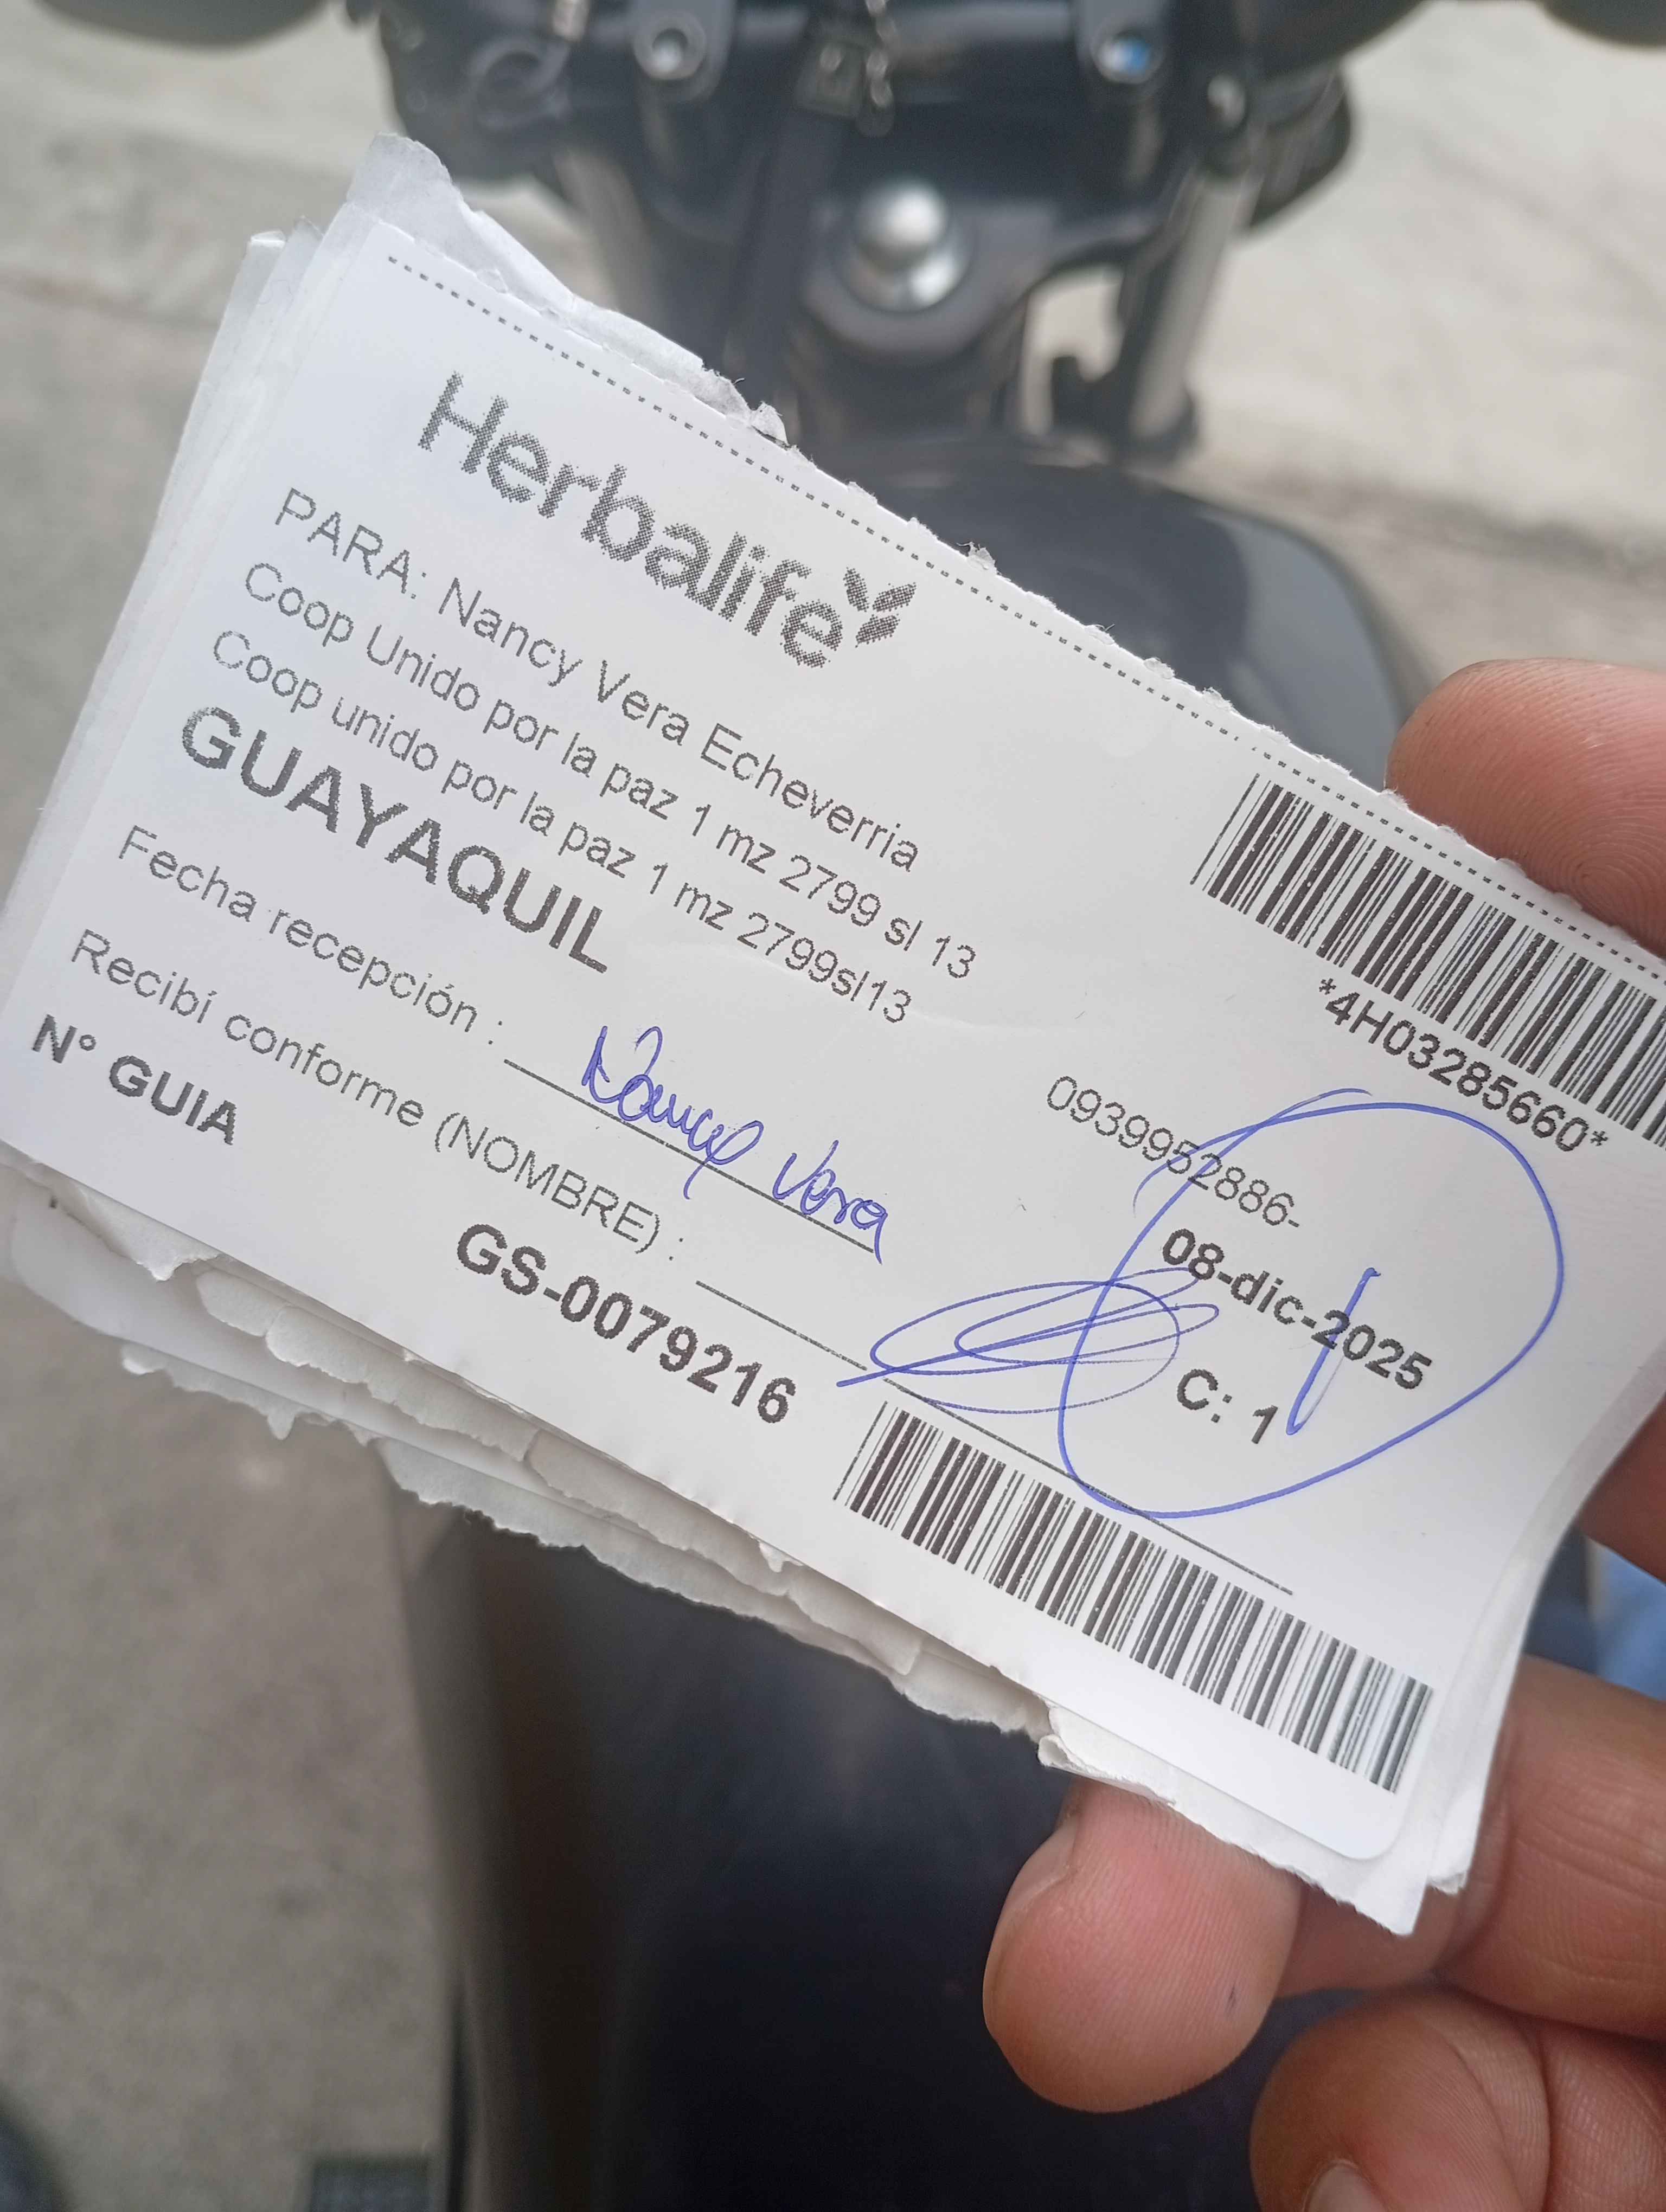 Herbalife
PARA: Nancy Vera Echeverria
Coop Unido por la paz 1 mz 2799 sl 13
Coop unido por la paz 1 mz 2799sl13
GUAYAQUIL
*4H03285660*
0939952886-
08-dic-2025
C: 1
Fecha recepción :
Nancy Vera
Recibí conforme (NOMBRE) :
N° GUIA
GS-0079216